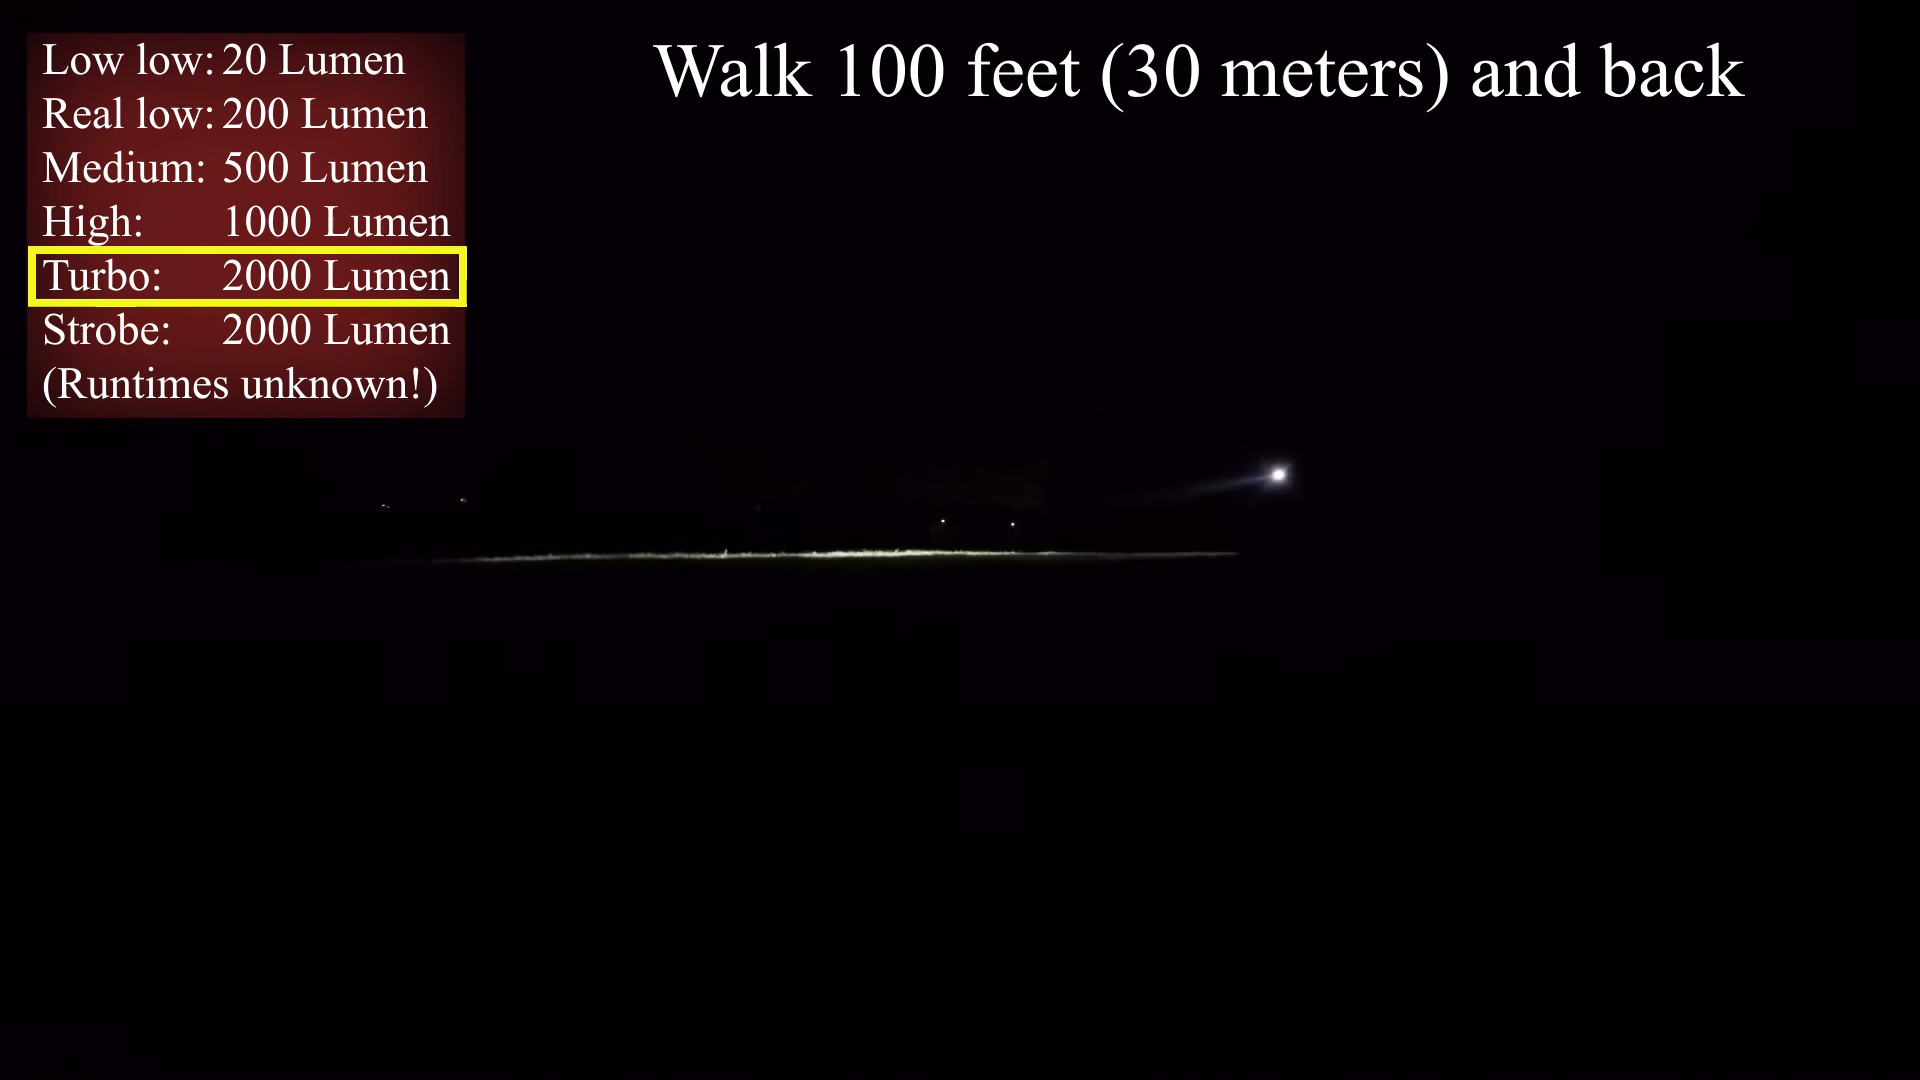 Low low: 20 Lumen
Real low: 200 Lumen
Medium: 500 Lumen
High: 1000 Lumen
Turbo: 2000 Lumen
Strobe: 2000 Lumen
(Runtimes unknown!)
Walk 100 feet (30 meters) and back